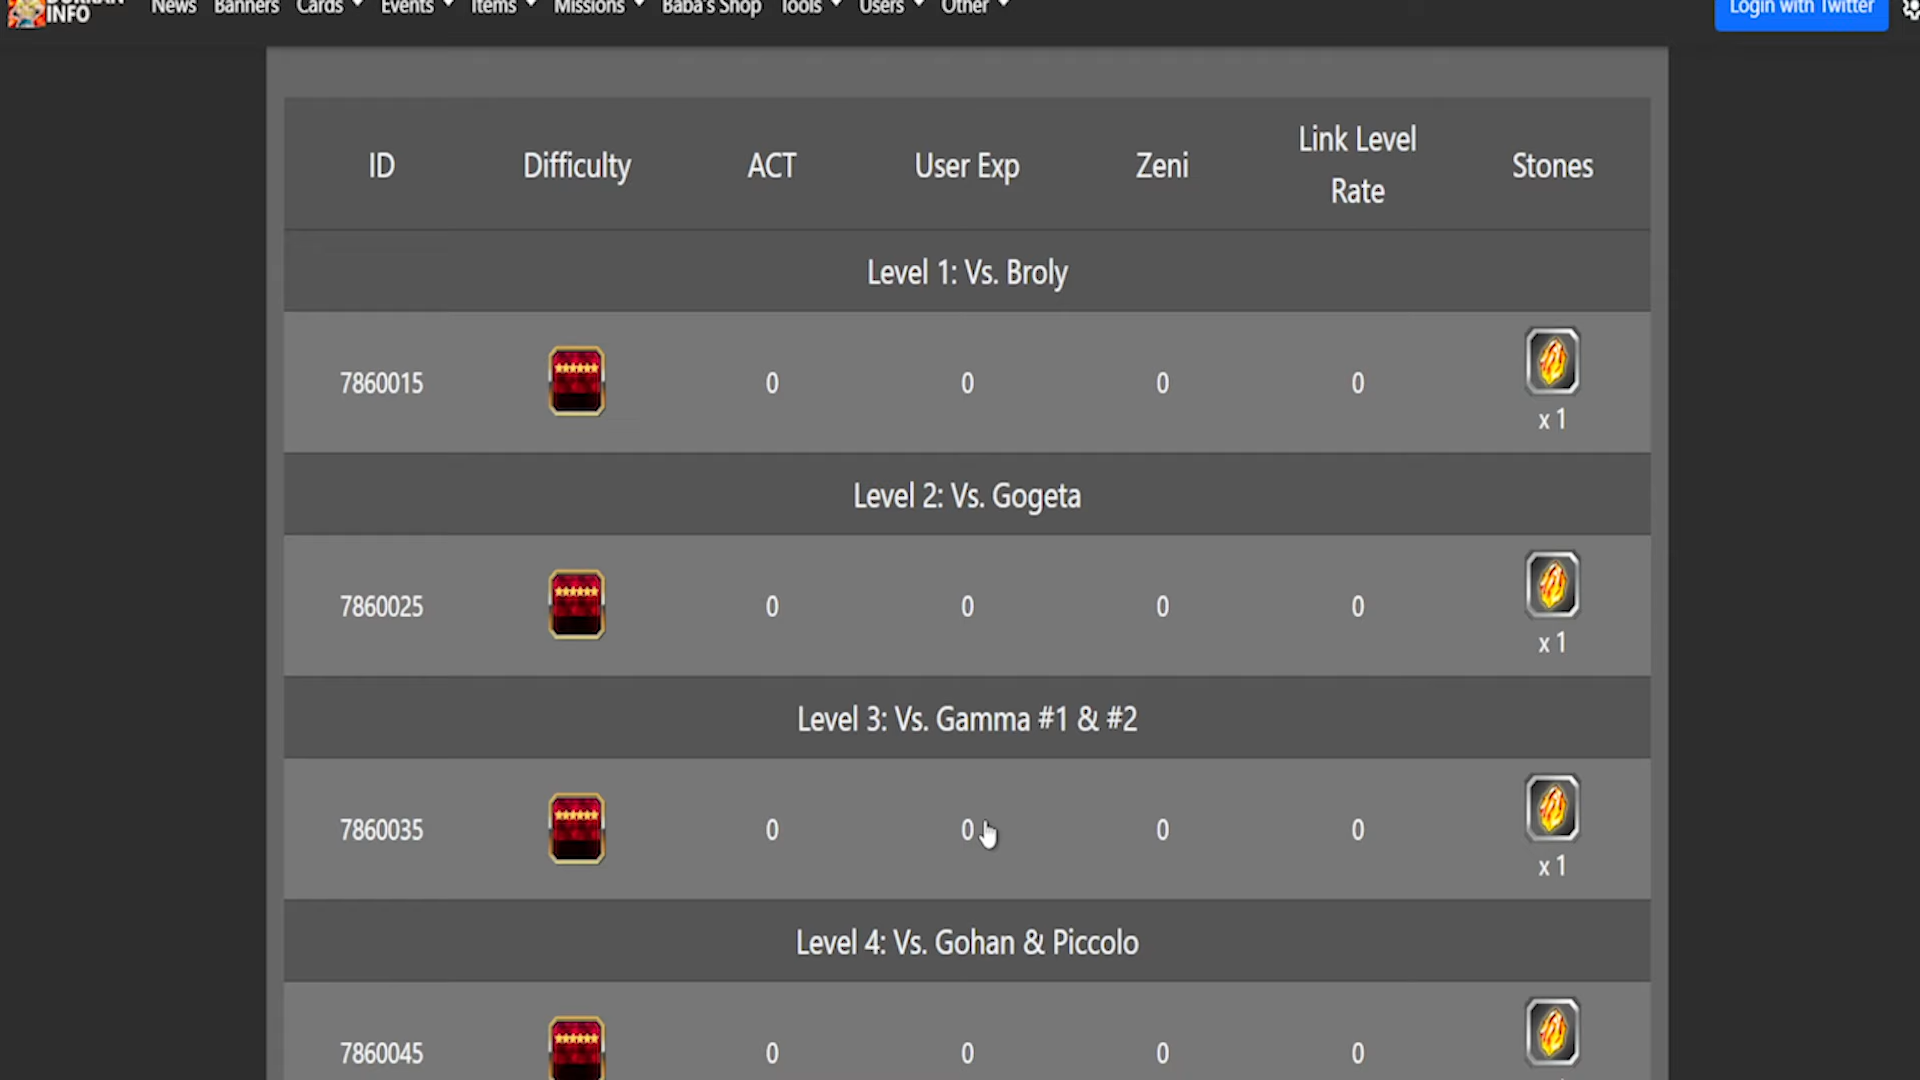 INFO
News Banners Cards Events Items Missions Baba's Shop Tools Users Other Login with Twitter
ID Difficulty ACT User Exp Zeni Link Level Rate Stones
Level 1: Vs. Broly
7860015 0 0 0 0 x 1
Level 2: Vs. Gogeta
7860025 0 0 0 0 x 1
Level 3: Vs. Gamma #1 & #2
7860035 0 0 0 0 x 1
Level 4: Vs. Gohan & Piccolo
7860045 0 0 0 0